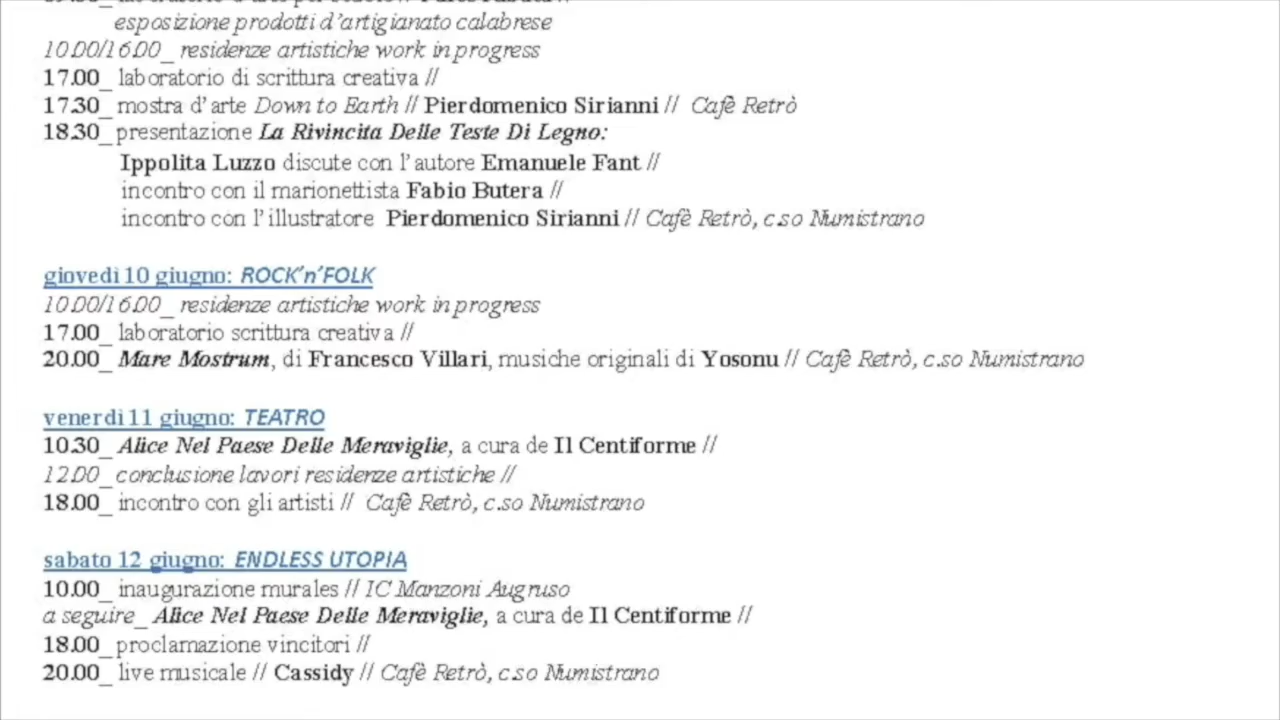 esposizione prodotti d'artigianato calabrese
10.00/16.00_ residenze artistiche work in progress
17.00_ laboratorio di scrittura creativa //
17.30_ mostra d'arte Down to Earth // Pierdomenico Sirianni // Cafè Retrò
18.30_ presentazione La Rivincita Delle Teste Di Legno:
Ippolita Luzzo discute con l'autore Emanuele Fant //
incontro con il marionettista Fabio Butera //
incontro con l'illustratore Pierdomenico Sirianni // Cafè Retrò, c.so Numistrano
giovedì 10 giugno: ROCK'n'FOLK
10.00/16.00_ residenze artistiche work in progress
17.00_ laboratorio scrittura creativa //
20.00_ Mare Mostrum, di Francesco Villari, musiche originali di Yosonu // Cafè Retrò, c.so Numistrano
venerdì 11 giugno: TEATRO
10.30_ Alice Nel Paese Delle Meraviglie, a cura de Il Centiforme //
12.00_ conclusione lavori residenze artistiche //
18.00_ incontro con gli artisti // Cafè Retrò, c.so Numistrano
sabato 12 giugno: ENDLESS UTOPIA
10.00_ inaugurazione murales // IC Manzoni Augruso
a seguire_ Alice Nel Paese Delle Meraviglie, a cura de Il Centiforme //
18.00_ proclamazione vincitori //
20.00_ live musicale // Cassidy // Cafè Retrò, c.so Numistrano